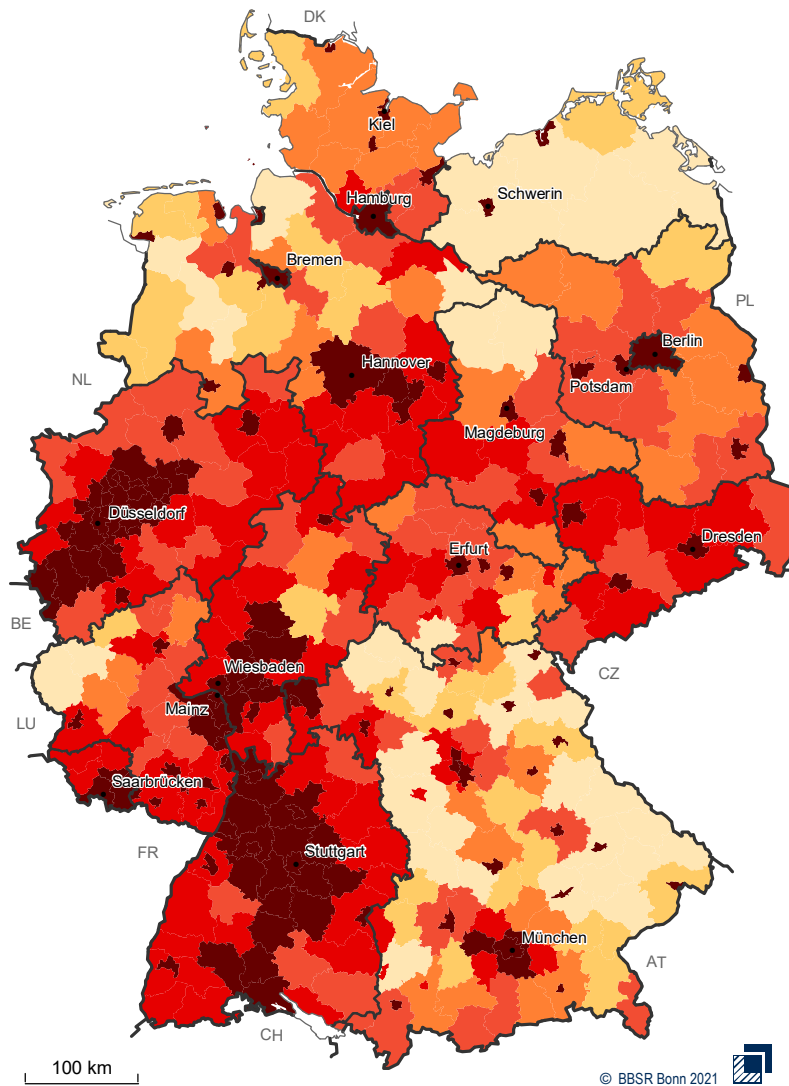 DK
Kiel
Schwerin
Hamburg
Bremen
PL
Berlin
Hannover
NL
Potsdam
Magdeburg
Düsseldorf
Dresden
Erfurt
BE
Wiesbaden
CZ
Mainz
LU
Saarbrücken
FR
Stuttgart
München
AT
CH
100 km
© BBSR Bonn 2021